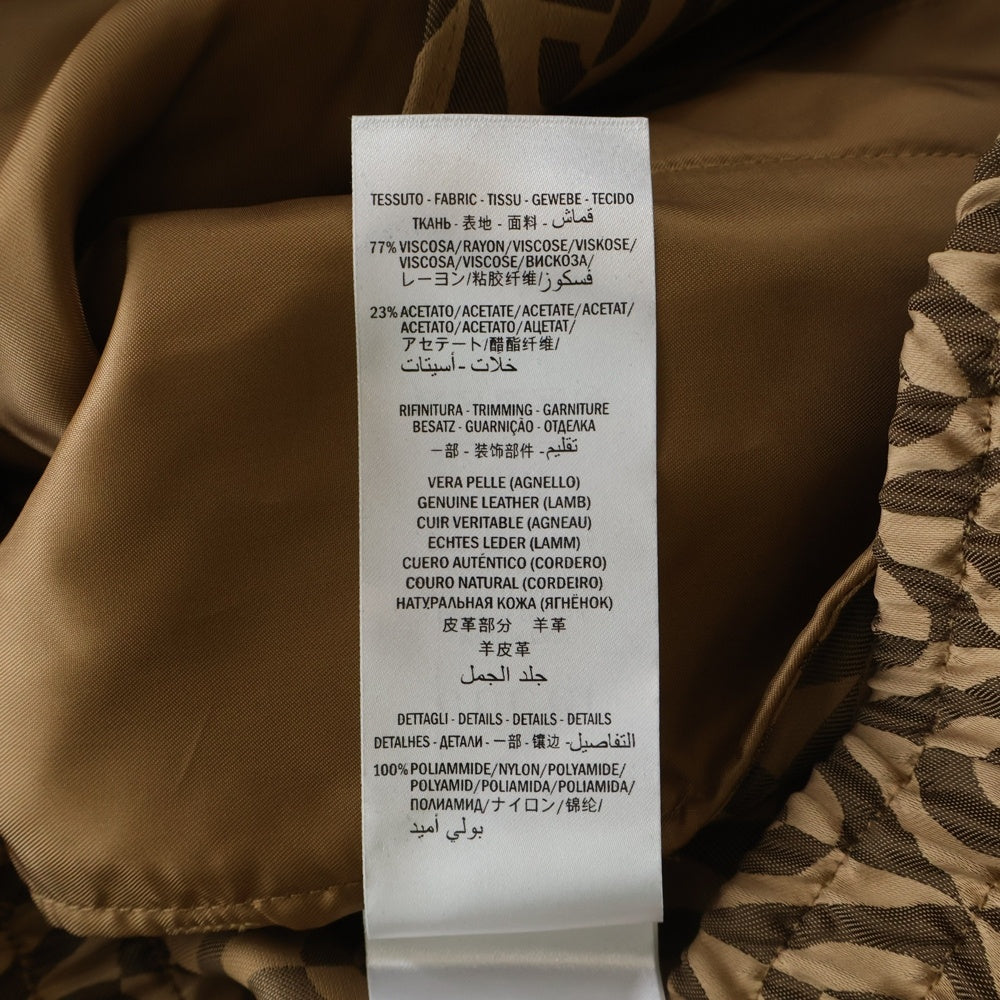 TESSUTO - FABRIC - TISSU - GEWEBE - TECIDO
ТКАНЬ - 表地 - 面料 - قماش
77% VISCOSA/RAYON/VISCOSE/VISKOSE/
VISCOSA/VISCOSE/ВИСКОЗА/
レーヨン/粘胶纤维/فسكوز
23% ACETATO/ACETATE/ACETATE/ACETAT/
ACETATO/ACETATO/АЦЕТАТ/
アセテート/醋酯纤维/
خلات - أسيتات
RIFINITURA - TRIMMING - GARNITURE
BESATZ - GUARNIÇÃO - ОТДЕЛКА
一部 - 装饰部件 - تقليم
VERA PELLE (AGNELLO)
GENUINE LEATHER (LAMB)
CUIR VERITABLE (AGNEAU)
ECHTES LEDER (LAMM)
CUERO AUTÉNTICO (CORDERO)
COURO NATURAL (CORDEIRO)
НАТУРАЛЬНАЯ КОЖА (ЯГНЁНОК)
皮革部分 羊革
羊皮革
جلد الجمل
DETTAGLI - DETAILS - DETAILS - DETAILS
DETALHES - ДЕТАЛИ - 一部 - 镶边 - التفاصيل
100% POLIAMMIDE/NYLON/POLYAMIDE/
POLYAMID/POLIAMIDA/POLIAMIDA/
ПОЛИАМИД/ナイロン/锦纶/
بولي أميد